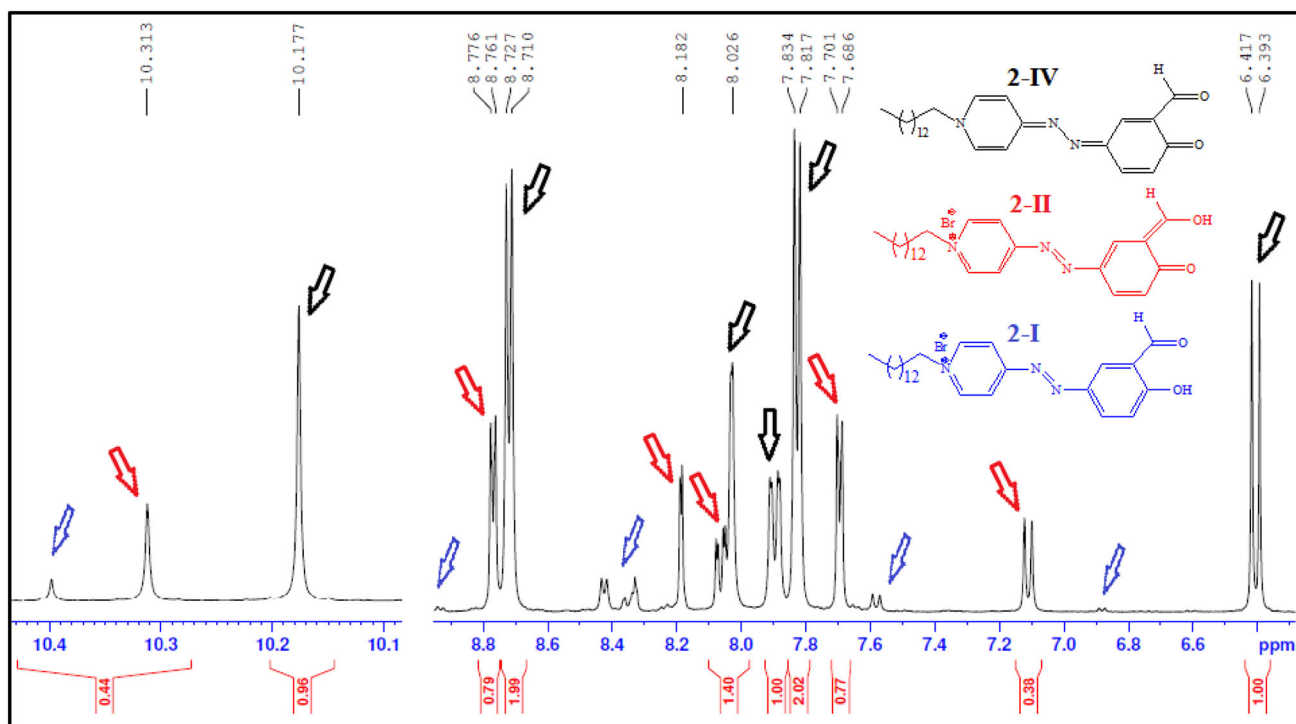 10.313
10.177
8.776
8.761
8.727
8.710
8.182
8.026
7.834
7.817
7.701
7.686
6.417
6.393
2-IV
H
O
N
N
N
O
12
2-II
H
Br
OH
N
N
N
O
12
2-I
H
Br
O
N
N
N
OH
12
10.4 10.3 10.2 10.1 8.8 8.6 8.4 8.2 8.0 7.8 7.6 7.4 7.2 7.0 6.8 6.6 ppm
0.44 0.96 0.79 1.99 1.40 1.00 2.02 0.77 0.38 1.00